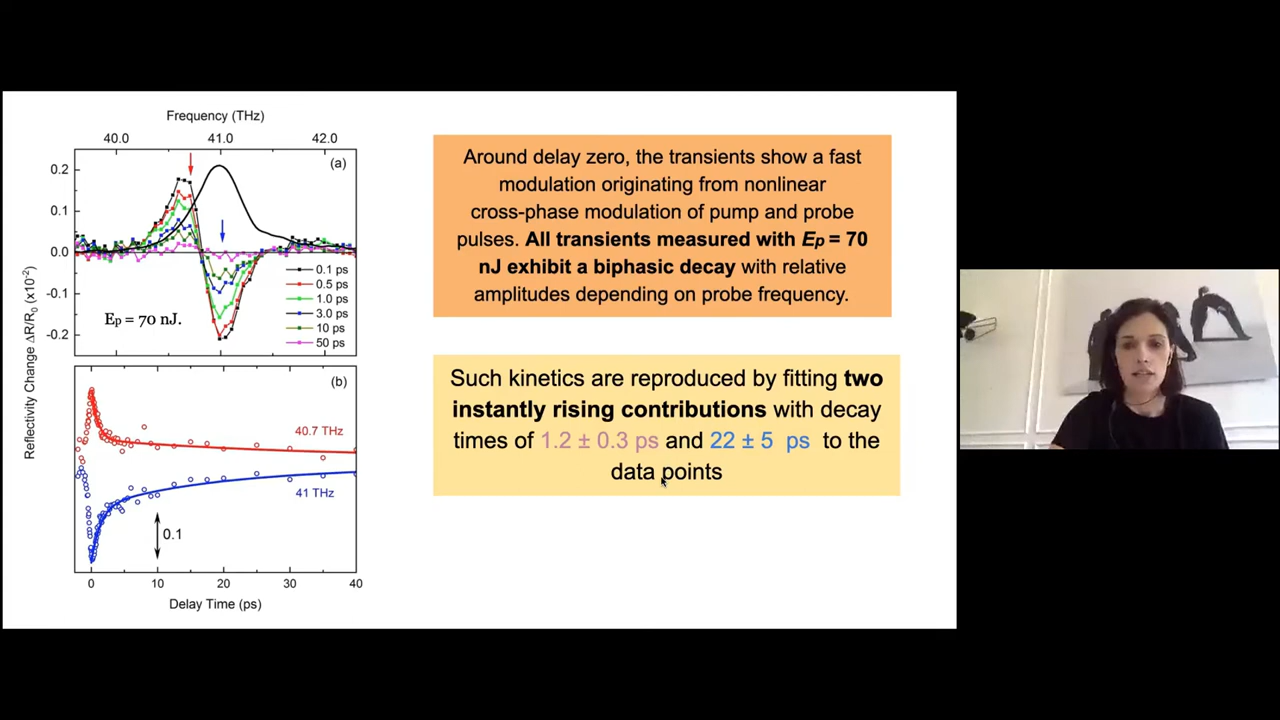 Frequency (THz)
40.0 41.0 42.0
(a)
0.2
0.1
0.0
-0.1
-0.2
0.1 ps
0.5 ps
1.0 ps
3.0 ps
10 ps
50 ps
Ep = 70 nJ.
Reflectivity Change ΔR/R0 (x10-2)
(b)
40.7 THz
41 THz
0.1
0 10 20 30 40
Delay Time (ps)
Around delay zero, the transients show a fast
modulation originating from nonlinear
cross-phase modulation of pump and probe
pulses. All transients measured with Ep = 70
nJ exhibit a biphasic decay with relative
amplitudes depending on probe frequency.
Such kinetics are reproduced by fitting two
instantly rising contributions with decay
times of 1.2 ± 0.3 ps and 22 ± 5 ps to the
data points